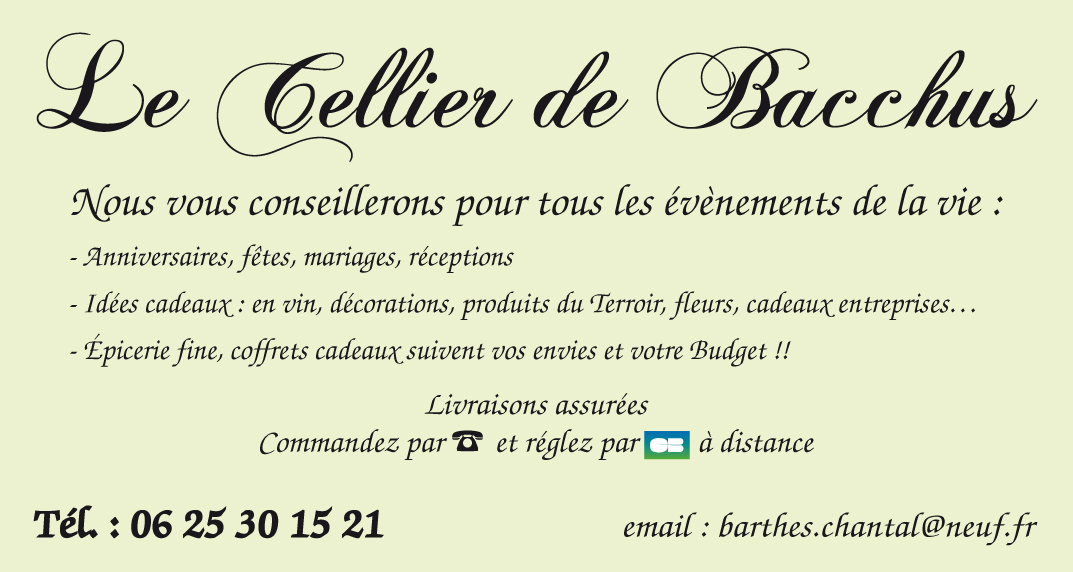 Le Cellier de Bacchus
Nous vous conseillerons pour tous les évènements de la vie :
- Anniversaires, fêtes, mariages, réceptions
- Idées cadeaux : en vin, décorations, produits du Terroir, fleurs, cadeaux entreprises…
- Épicerie fine, coffrets cadeaux suivent vos envies et votre Budget !!
Livraisons assurées
Commandez par ☎ et réglez par CB à distance
Tél. : 06 25 30 15 21
email : barthes.chantal@neuf.fr